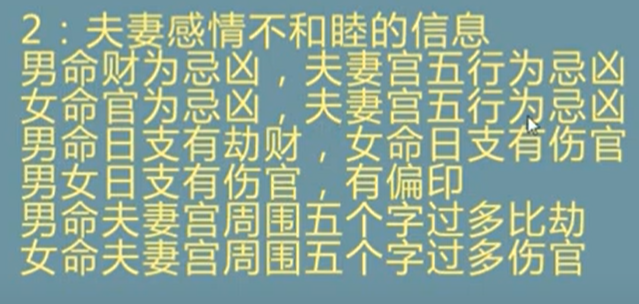 2：夫妻感情不和睦的信息
男命财为忌凶，夫妻宫五行为忌凶
女命官为忌凶，夫妻宫五行为忌凶
男命日支有劫财，女命日支有伤官
男女日支有伤官，有偏印
男命夫妻宫周围五个字过多比劫
女命夫妻宫周围五个字过多伤官